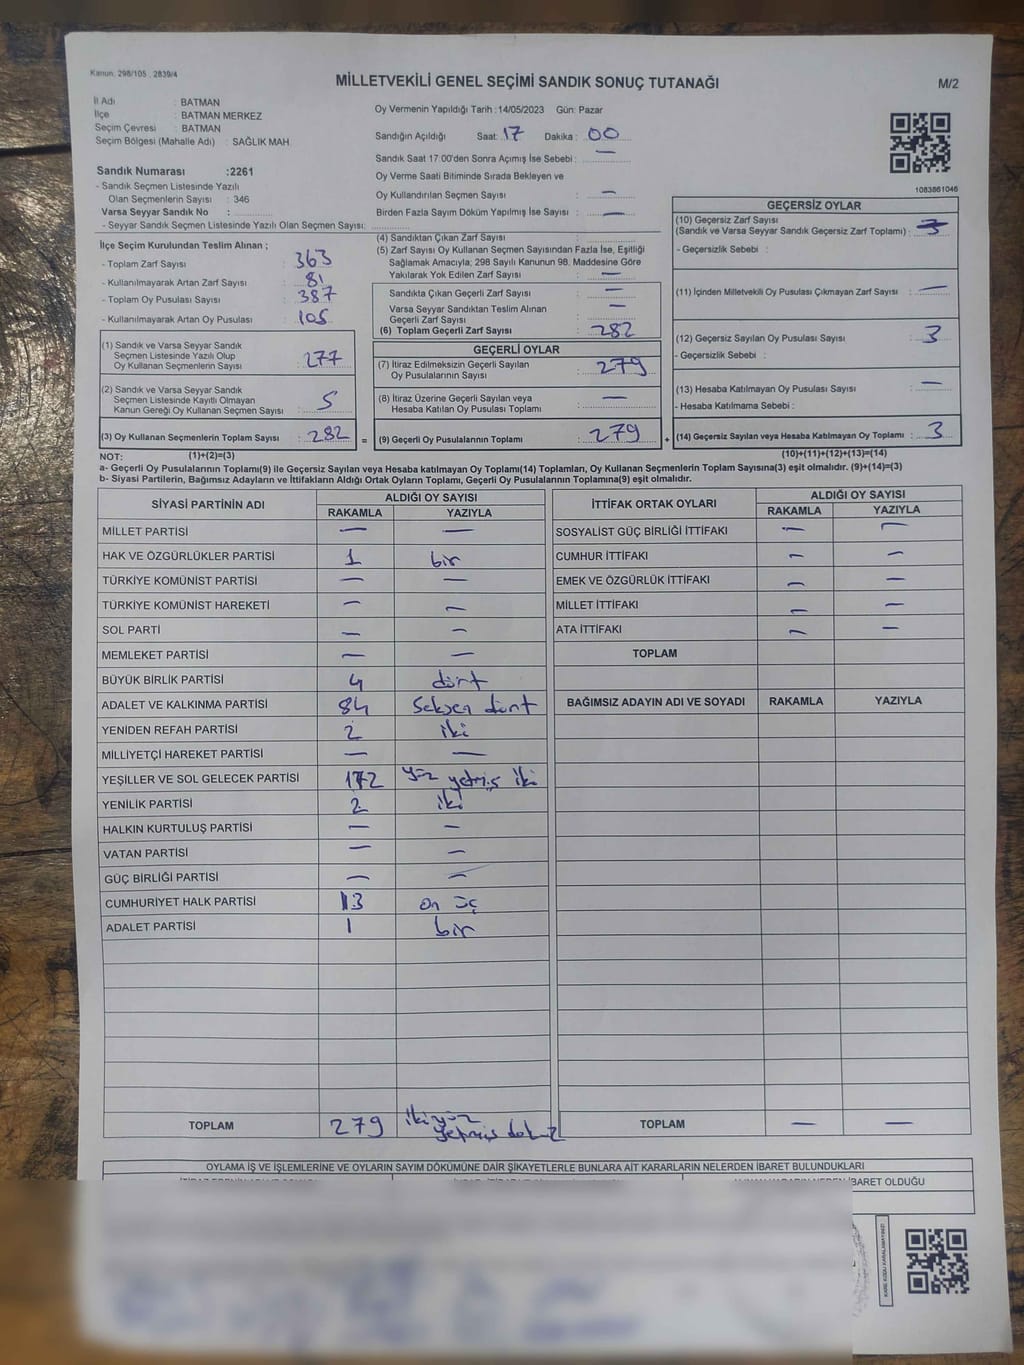 Kanun: 298/105 , 2839/4
MİLLETVEKİLİ GENEL SEÇİMİ SANDIK SONUÇ TUTANAĞI
M/2
İl Adı : BATMAN
İlçe : BATMAN MERKEZ
Seçim Çevresi : BATMAN
Seçim Bölgesi (Mahalle Adı) : SAĞLIK MAH.
Sandık Numarası :2261
- Sandık Seçmen Listesinde Yazılı
Olan Seçmenlerin Sayısı : 346
Varsa Seyyar Sandık No :
- Seyyar Sandık Seçmen Listesinde Yazılı Olan Seçmen Sayısı:
Oy Vermenin Yapıldığı Tarih :14/05/2023 Gün: Pazar
Sandığın Açıldığı Saat: 17 Dakika : 00
Sandık Saat 17.00'den Sonra Açımış İse Sebebi : —
Oy Verme Saati Bitiminde Sırada Bekleyen ve
Oy Kullandırılan Seçmen Sayısı : —
Birden Fazla Sayım Döküm Yapılmış İse Sayısı : —
1083861046
İlçe Seçim Kurulundan Teslim Alınan ;
- Toplam Zarf Sayısı : 363
- Kullanılmayarak Artan Zarf Sayısı : 81
- Toplam Oy Pusulası Sayısı : 387
- Kullanılmayarak Artan Oy Pusulası : 105
(1) Sandık ve Varsa Seyyar Sandık
Seçmen Listesinde Yazılı Olup
Oy Kullanan Seçmenlerin Sayısı : 277
(2) Sandık ve Varsa Seyyar Sandık
Seçmen Listesinde Kayıtlı Olmayan
Kanun Gereği Oy Kullanan Seçmen Sayısı : 5
(3) Oy Kullanan Seçmenlerin Toplam Sayısı : 282 =
(4) Sandıktan Çıkan Zarf Sayısı :
(5) Zarf Sayısı Oy Kullanan Seçmen Sayısından Fazla İse, Eşitliği
Sağlamak Amacıyla; 298 Sayılı Kanunun 98. Maddesine Göre
Yakılarak Yok Edilen Zarf Sayısı : —
Sandıkta Çıkan Geçerli Zarf Sayısı : —
Varsa Seyyar Sandıktan Teslim Alınan
Geçerli Zarf Sayısı : —
(6) Toplam Geçerli Zarf Sayısı : 282
GEÇERLİ OYLAR
(7) İtiraz Edilmeksizin Geçerli Sayılan
Oy Pusulalarının Sayısı : 279
(8) İtiraz Üzerine Geçerli Sayılan veya
Hesaba Katılan Oy Pusulası Toplamı : —
(9) Geçerli Oy Pusulalarının Toplamı : 279 +
GEÇERSİZ OYLAR
(10) Geçersiz Zarf Sayısı
(Sandık ve Varsa Seyyar Sandık Geçersiz Zarf Toplamı) :
- Geçersizlik Sebebi :
(11) İçinden Milletvekili Oy Pusulası Çıkmayan Zarf Sayısı : —
(12) Geçersiz Sayılan Oy Pusulası Sayısı : 3
- Geçersizlik Sebebi :
(13) Hesaba Katılmayan Oy Pusulası Sayısı : —
- Hesaba Katılmama Sebebi :
(14) Geçersiz Sayılan veya Hesaba Katılmayan Oy Toplamı : 3
NOT: (1)+(2)=(3) (10)+(11)+(12)+(13)=(14)
a- Geçerli Oy Pusulalarının Toplamı(9) ile Geçersiz Sayılan veya Hesaba katılmayan Oy Toplamı(14) Toplamları, Oy Kullanan Seçmenlerin Toplam Sayısına(3) eşit olmalıdır. (9)+(14)=(3)
b- Siyasi Partilerin, Bağımsız Adayların ve İttifakların Aldığı Ortak Oyların Toplamı, Geçerli Oy Pusulalarının Toplamına(9) eşit olmalıdır.
SİYASİ PARTİNİN ADI ALDIĞI OY SAYISI
RAKAMLA YAZIYLA
MİLLET PARTİSİ — —
HAK VE ÖZGÜRLÜKLER PARTİSİ 1 bir
TÜRKİYE KOMÜNİST PARTİSİ — —
TÜRKİYE KOMÜNİST HAREKETİ — —
SOL PARTİ — —
MEMLEKET PARTİSİ — —
BÜYÜK BİRLİK PARTİSİ 4 dört
ADALET VE KALKINMA PARTİSİ 84 Seksen dört
YENİDEN REFAH PARTİSİ 2 iki
MİLLİYETÇİ HAREKET PARTİSİ — —
YEŞİLLER VE SOL GELECEK PARTİSİ 172 yüz yetmiş iki
YENİLİK PARTİSİ 2 iki
HALKIN KURTULUŞ PARTİSİ — —
VATAN PARTİSİ — —
GÜÇ BİRLİĞİ PARTİSİ — —
CUMHURİYET HALK PARTİSİ 13 on üç
ADALET PARTİSİ 1 bir
TOPLAM 279 ikiyüz yetmiş dokuz
İTTİFAK ORTAK OYLARI ALDIĞI OY SAYISI
RAKAMLA YAZIYLA
SOSYALİST GÜÇ BİRLİĞİ İTTİFAKI — —
CUMHUR İTTİFAKI — —
EMEK VE ÖZGÜRLÜK İTTİFAKI — —
MİLLET İTTİFAKI — —
ATA İTTİFAKI — —
TOPLAM
BAĞIMSIZ ADAYIN ADI VE SOYADI RAKAMLA YAZIYLA
TOPLAM — —
OYLAMA İŞ VE İŞLEMLERİNE VE OYLARIN SAYIM DÖKÜMÜNE DAİR ŞİKAYETLERLE BUNLARA AİT KARARLARIN NELERDEN İBARET BULUNDUKLARI
İBARET OLDUĞU
KARE KODU KARALAMAYINIZ!